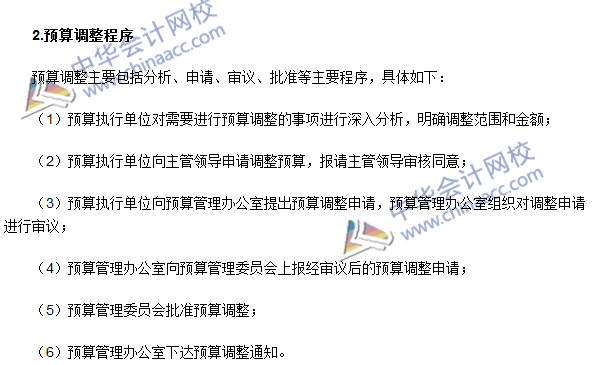 2.预算调整程序
预算调整主要包括分析、申请、审议、批准等主要程序，具体如下：
（1）预算执行单位对需要进行预算调整的事项进行深入分析，明确调整范围和金额；
（2）预算执行单位向主管领导申请调整预算，报请主管领导审核同意；
（3）预算执行单位向预算管理办公室提出预算调整申请，预算管理办公室组织对调整申请
进行审议；
（4）预算管理办公室向预算管理委员会上报经审议后的预算调整申请；
（5）预算管理委员会批准预算调整；
（6）预算管理办公室下达预算调整通知。
中华会计网校
www.chinaacc.com
中华会计网校
www.chinaacc.com